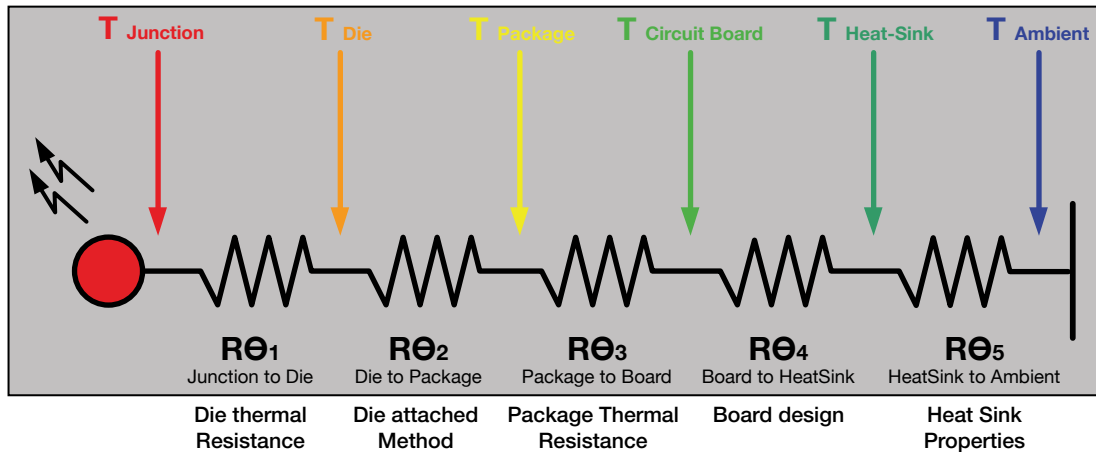 T Junction
T Die
T Package
T Circuit Board
T Heat-Sink
T Ambient
RΘ1
RΘ2
RΘ3
RΘ4
RΘ5
Junction to Die
Die to Package
Package to Board
Board to HeatSink
HeatSink to Ambient
Die thermal
Resistance
Die attached
Method
Package Thermal
Resistance
Board design
Heat Sink
Properties